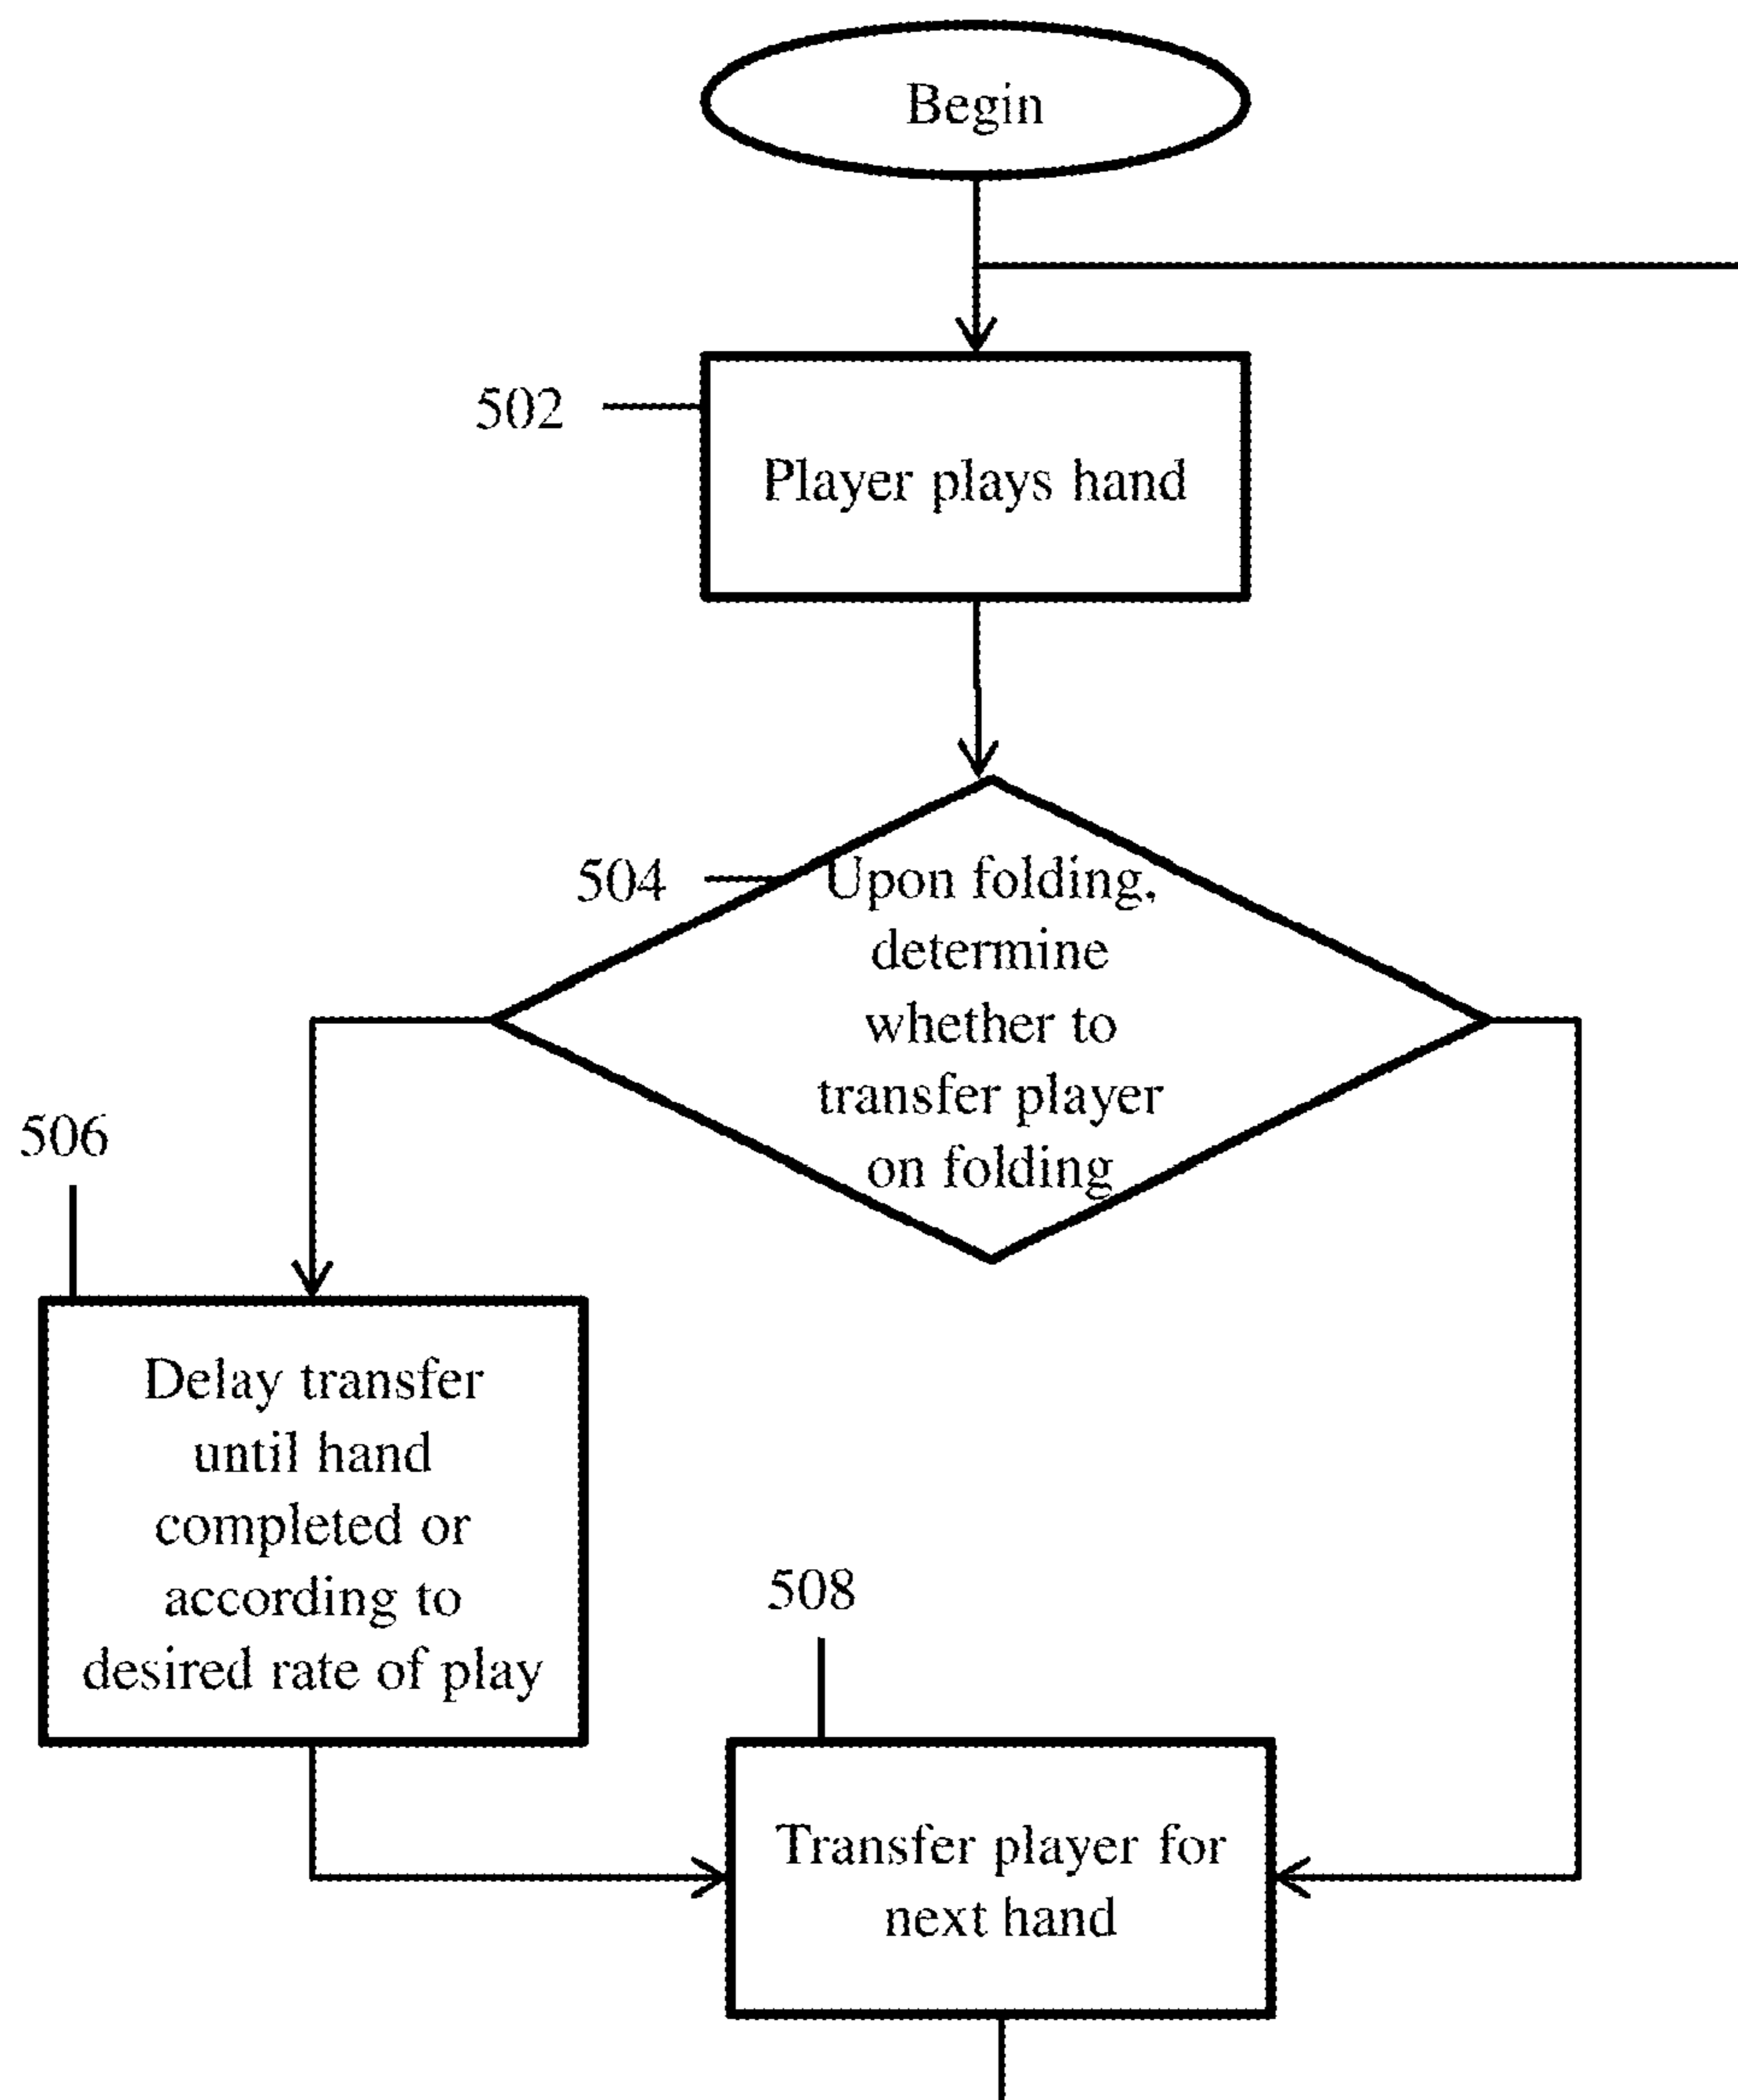 Begin
502
Player plays hand
504
Upon folding,
determine
whether to
transfer player
on folding
506
Delay transfer
until hand
completed or
according to
desired rate of play
508
Transfer player for
next hand